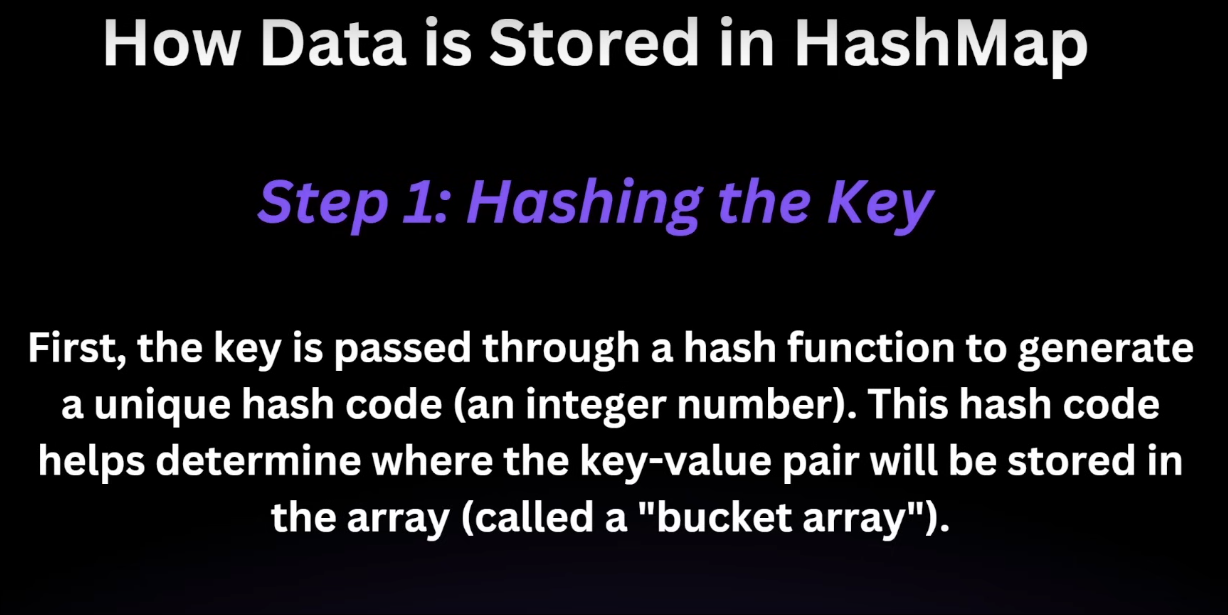 How Data is Stored in HashMap
Step 1: Hashing the Key
First, the key is passed through a hash function to generate
a unique hash code (an integer number). This hash code
helps determine where the key-value pair will be stored in
the array (called a "bucket array").